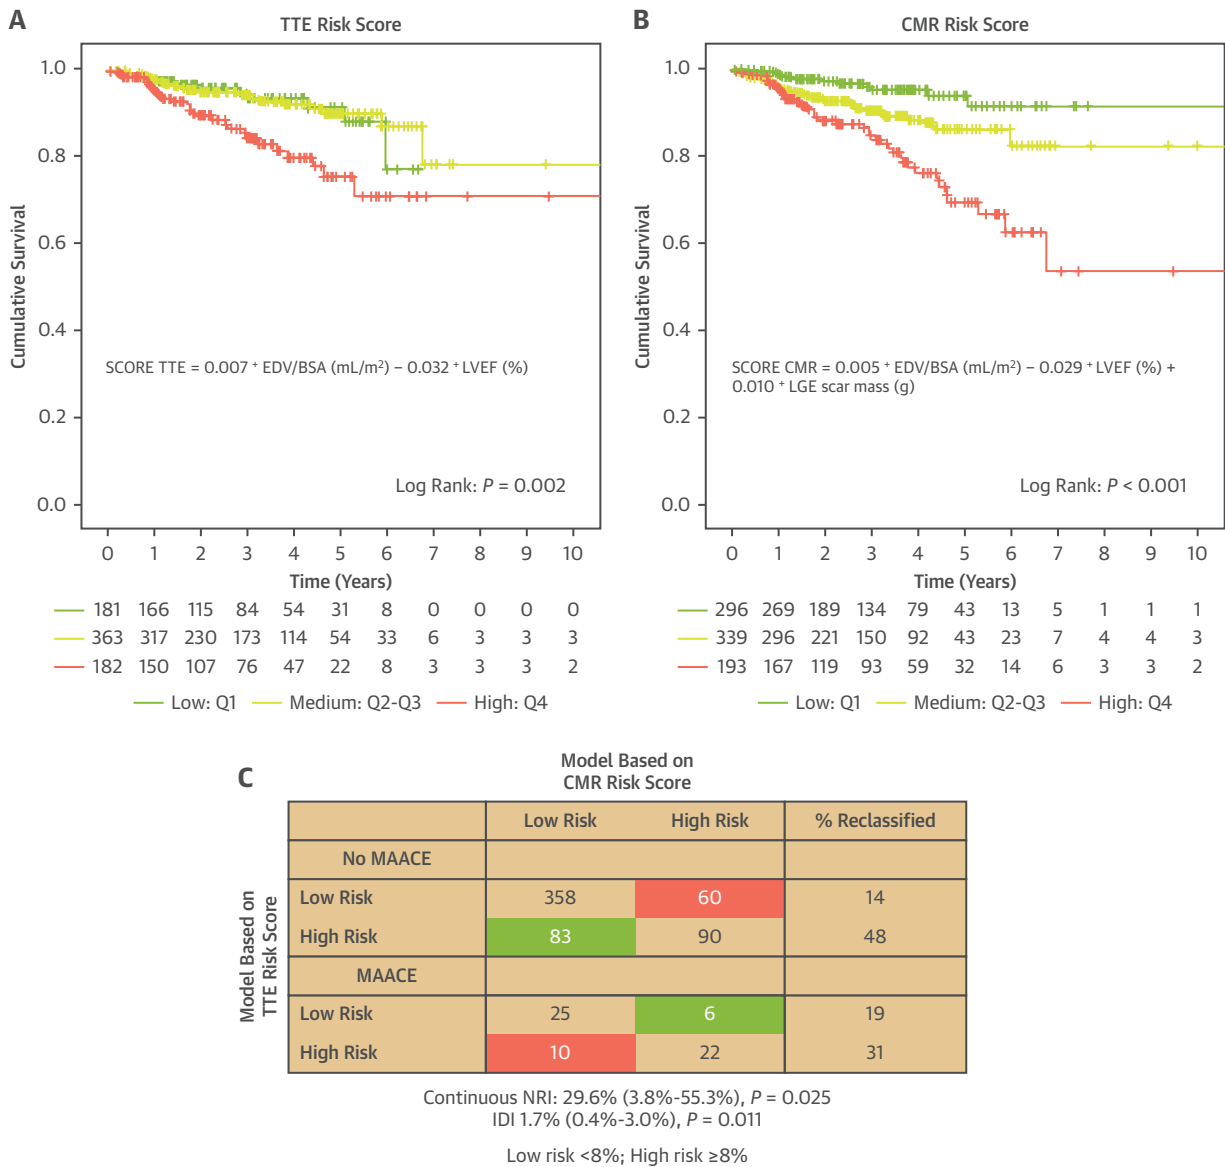 A
TTE Risk Score
Cumulative Survival
1.0
0.8
0.6
0.4
0.2
0.0
SCORE TTE = 0.007 + EDV/BSA (mL/m²) – 0.032 + LVEF (%)
Log Rank: P = 0.002
0 1 2 3 4 5 6 7 8 9 10
Time (Years)
181 166 115 84 54 31 8 0 0 0 0
363 317 230 173 114 54 33 6 3 3 3
182 150 107 76 47 22 8 3 3 3 2
Low: Q1 Medium: Q2-Q3 High: Q4
B
CMR Risk Score
Cumulative Survival
1.0
0.8
0.6
0.4
0.2
0.0
SCORE CMR = 0.005 + EDV/BSA (mL/m²) – 0.029 + LVEF (%) +
0.010 + LGE scar mass (g)
Log Rank: P < 0.001
0 1 2 3 4 5 6 7 8 9 10
Time (Years)
296 269 189 134 79 43 13 5 1 1 1
339 296 221 150 92 43 23 7 4 4 3
193 167 119 93 59 32 14 6 3 3 2
Low: Q1 Medium: Q2-Q3 High: Q4
C
Model Based on
CMR Risk Score
Model Based on
TTE Risk Score
Low Risk High Risk % Reclassified
No MAACE
Low Risk 358 60 14
High Risk 83 90 48
MAACE
Low Risk 25 6 19
High Risk 10 22 31
Continuous NRI: 29.6% (3.8%-55.3%), P = 0.025
IDI 1.7% (0.4%-3.0%), P = 0.011
Low risk <8%; High risk ≥8%